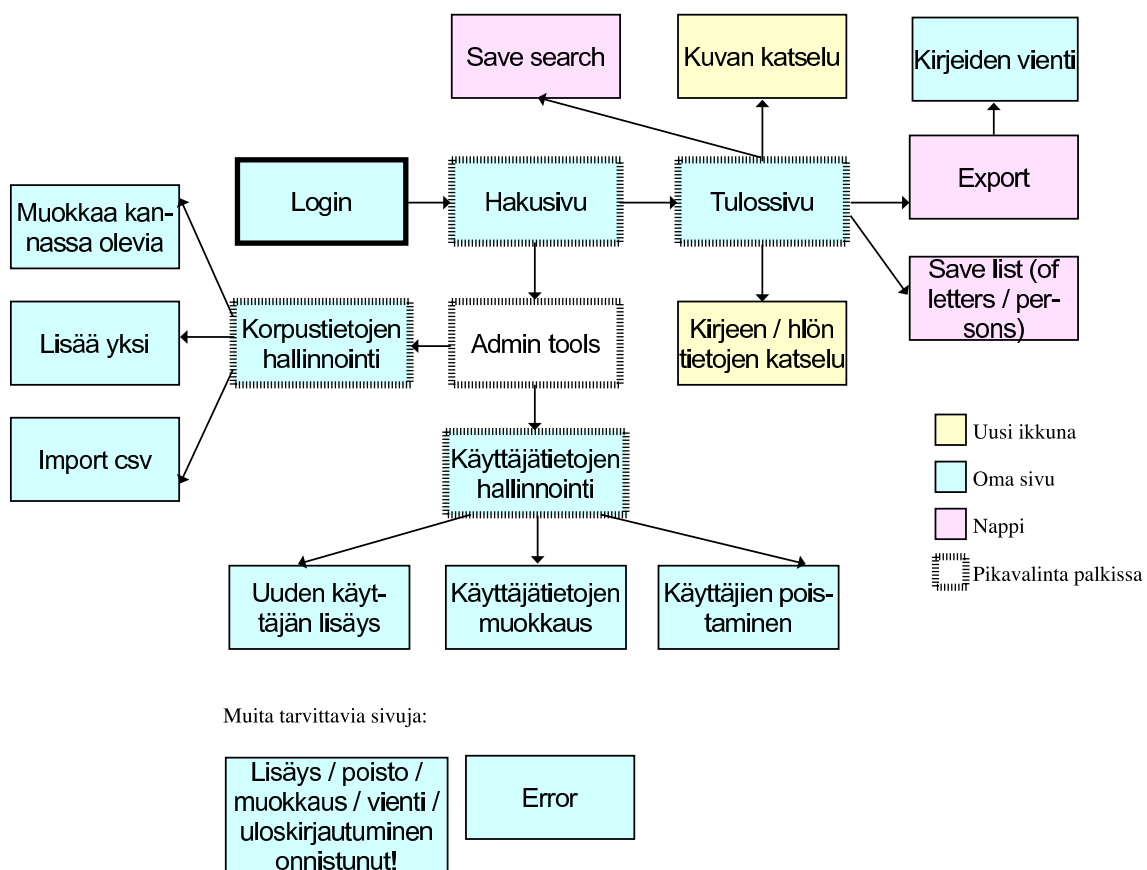 Save search
Kuvan katselu
Kirjeiden vienti
Login
Hakusivu
Tulossivu
Export
Muokkaa kan-
nassa olevia
Save list (of
letters / per-
sons)
Lisää yksi
Korpustietojen
hallinnointi
Admin tools
Kirjeen / hlön
tietojen katselu
Import csv
Käyttäjätietojen
hallinnointi
Uusi ikkuna
Oma sivu
Nappi
Pikavalinta palkissa
Uuden käyt-
täjän lisäys
Käyttäjätietojen
muokkaus
Käyttäjien pois-
taminen
Muita tarvittavia sivuja:
Lisäys / poisto /
muokkaus / vienti /
uloskirjautuminen
onnistunut!
Error